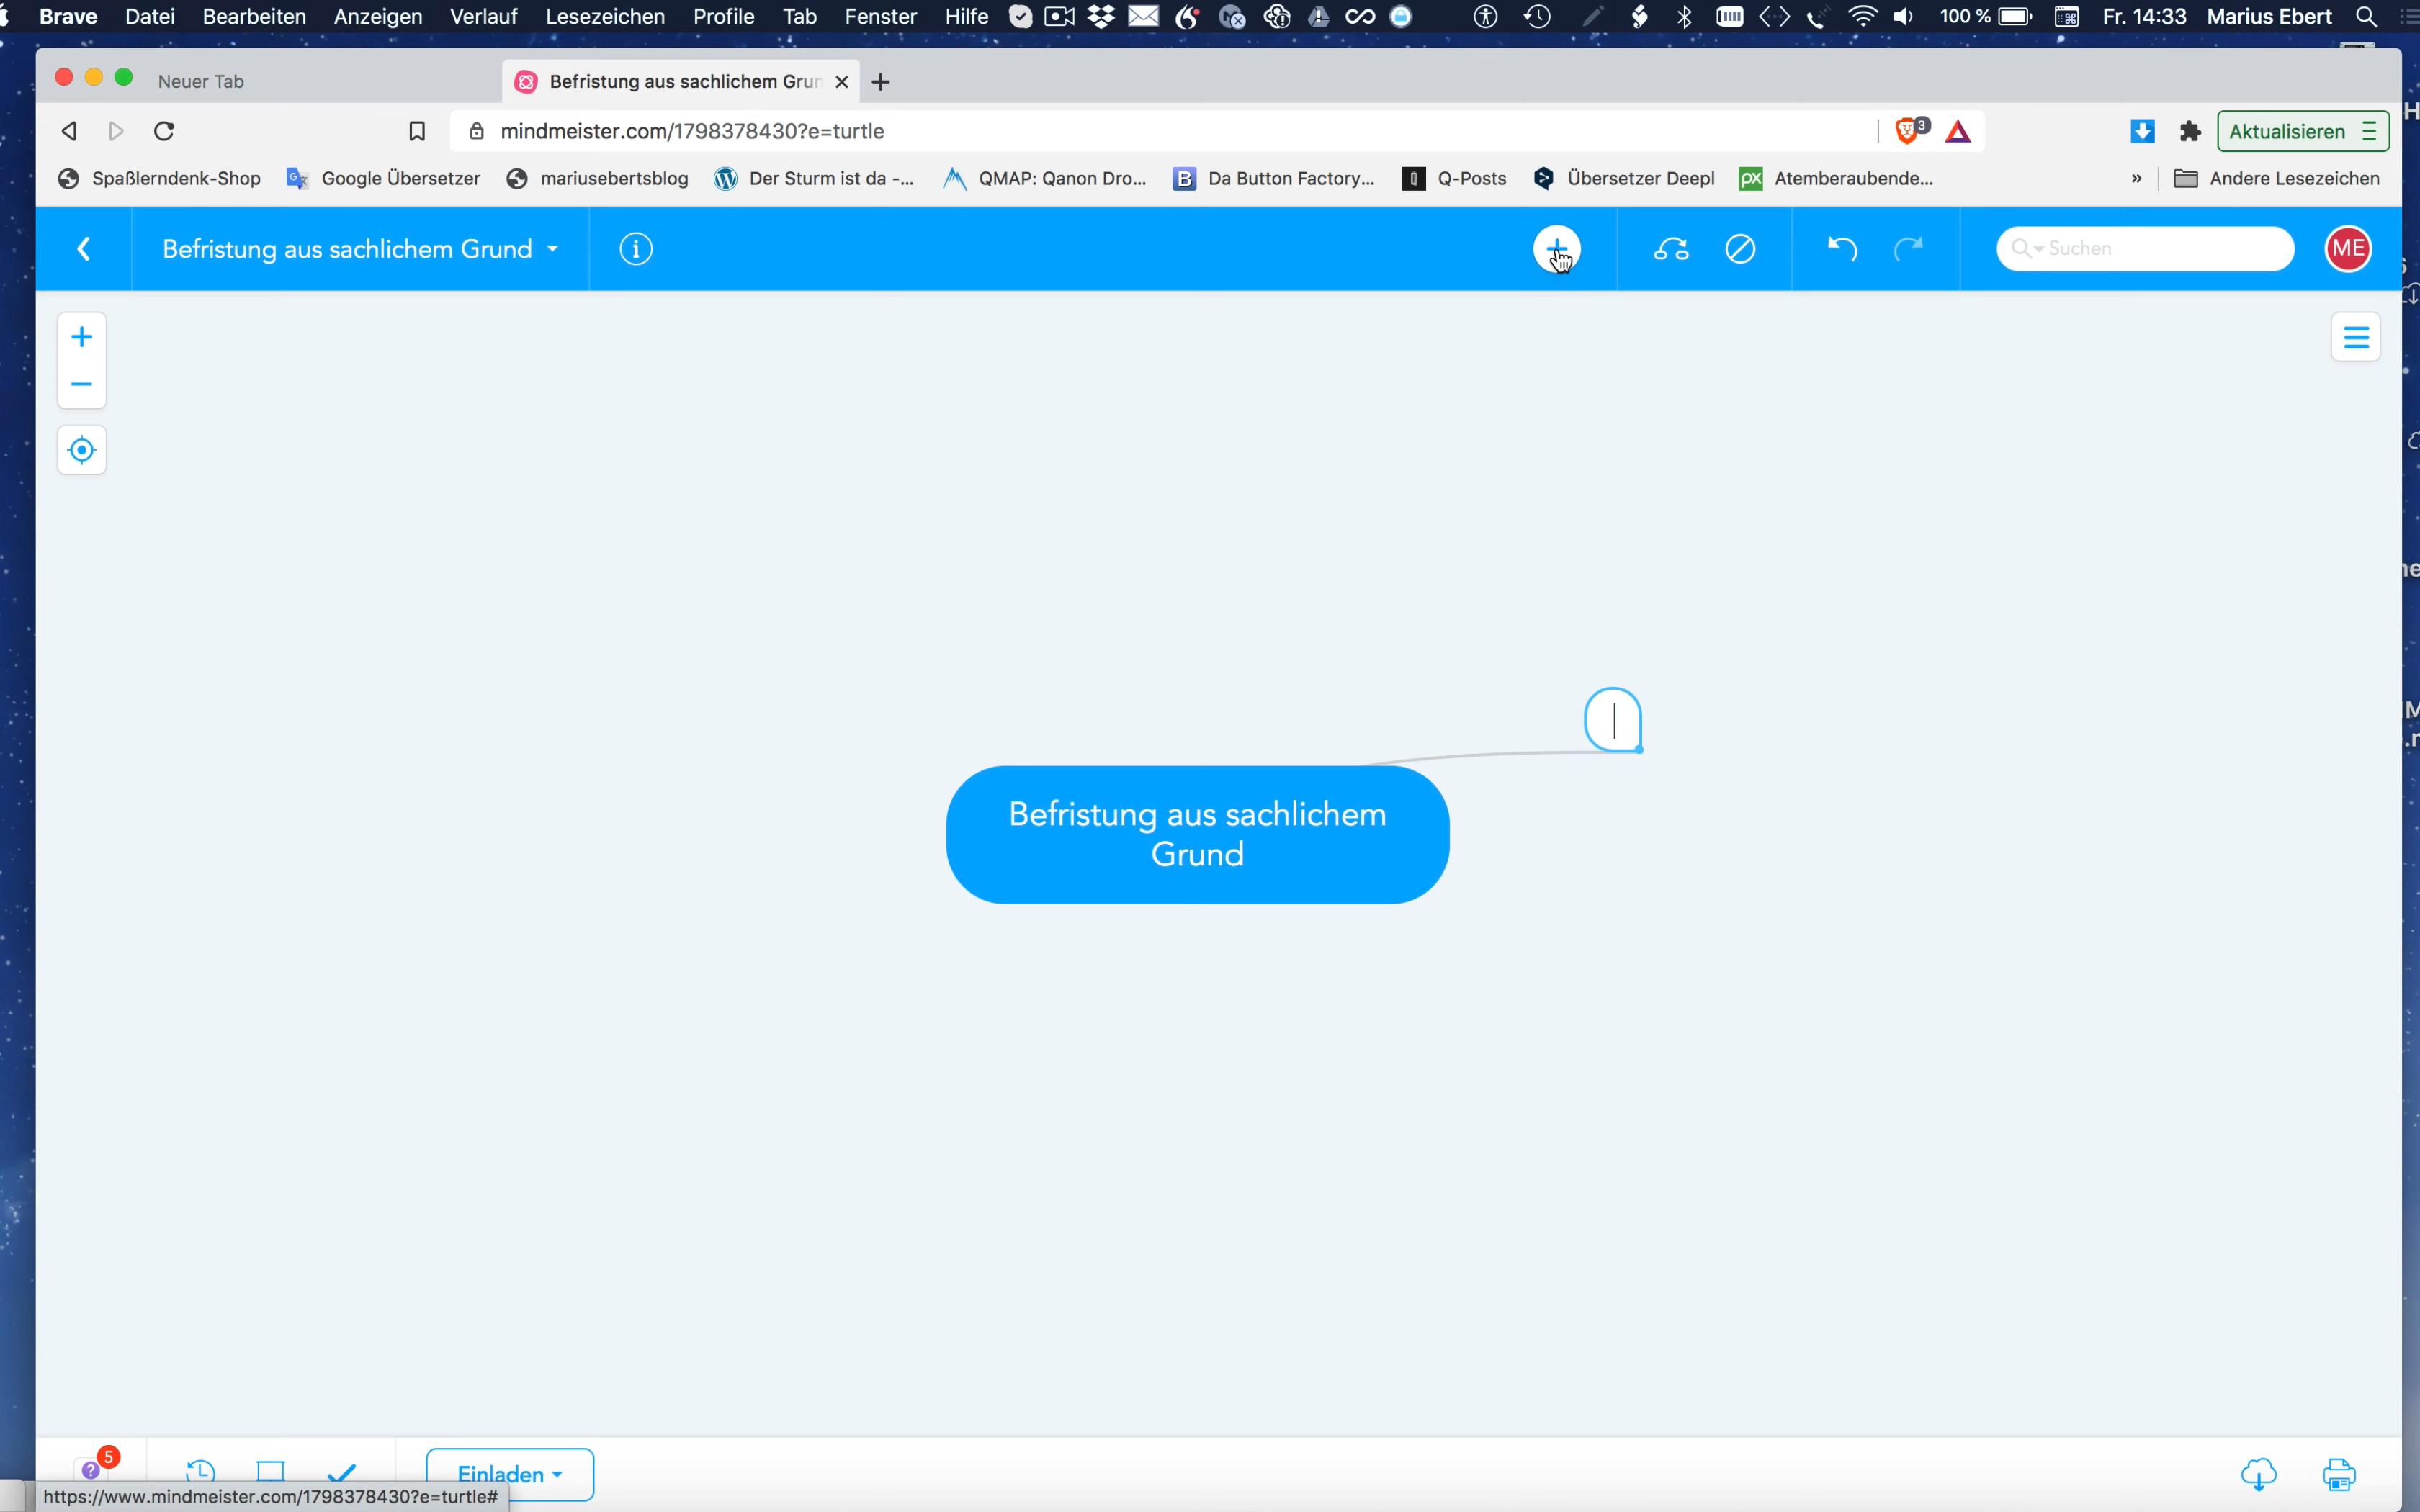 Brave Datei Bearbeiten Anzeigen Verlauf Lesezeichen Profile Tab Fenster Hilfe 100 % Fr. 14:33 Marius Ebert
Neuer Tab Befristung aus sachlichem Grun
mindmeister.com/1798378430?e=turtle 3 Aktualisieren
Spaßlerndenk-Shop Google Übersetzer mariusebertsblog Der Sturm ist da -... QMAP: Qanon Dro... Da Button Factory... Q-Posts Übersetzer Deepl Atemberaubende... » Andere Lesezeichen
Befristung aus sachlichem Grund Suchen ME
Befristung aus sachlichem
Grund
5
Einladen
https://www.mindmeister.com/1798378430?e=turtle#